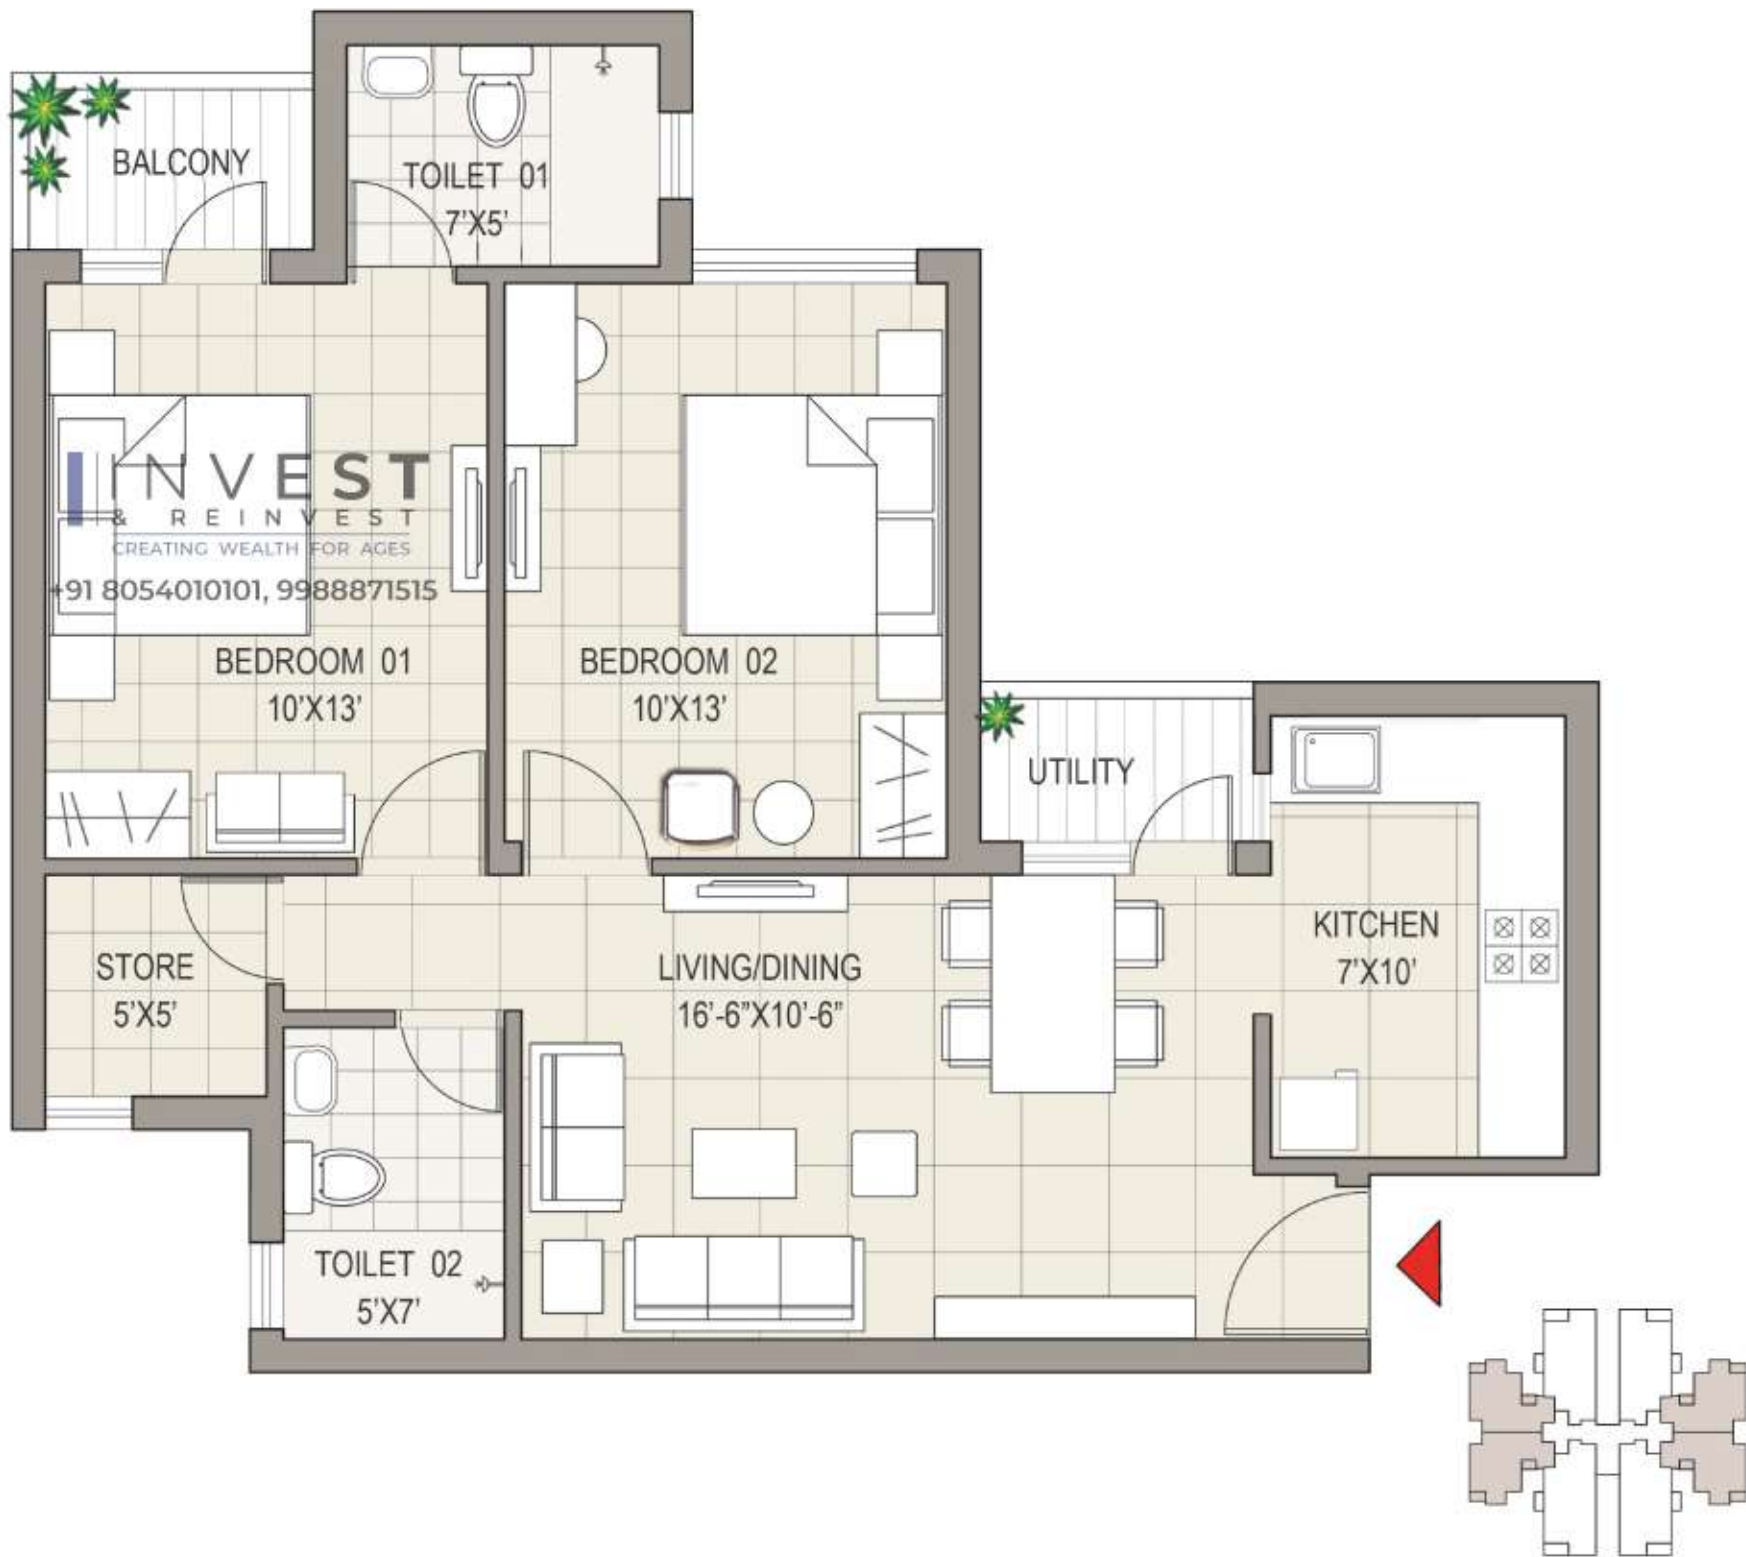 BALCONY
TOILET 01
7'X5'
INVEST
& REINVEST
CREATING WEALTH FOR AGES
+91 8054010101, 9988871515
BEDROOM 01
10'X13'
BEDROOM 02
10'X13'
UTILITY
STORE
5'X5'
LIVING/DINING
16'-6"X10'-6"
KITCHEN
7'X10'
TOILET 02
5'X7'